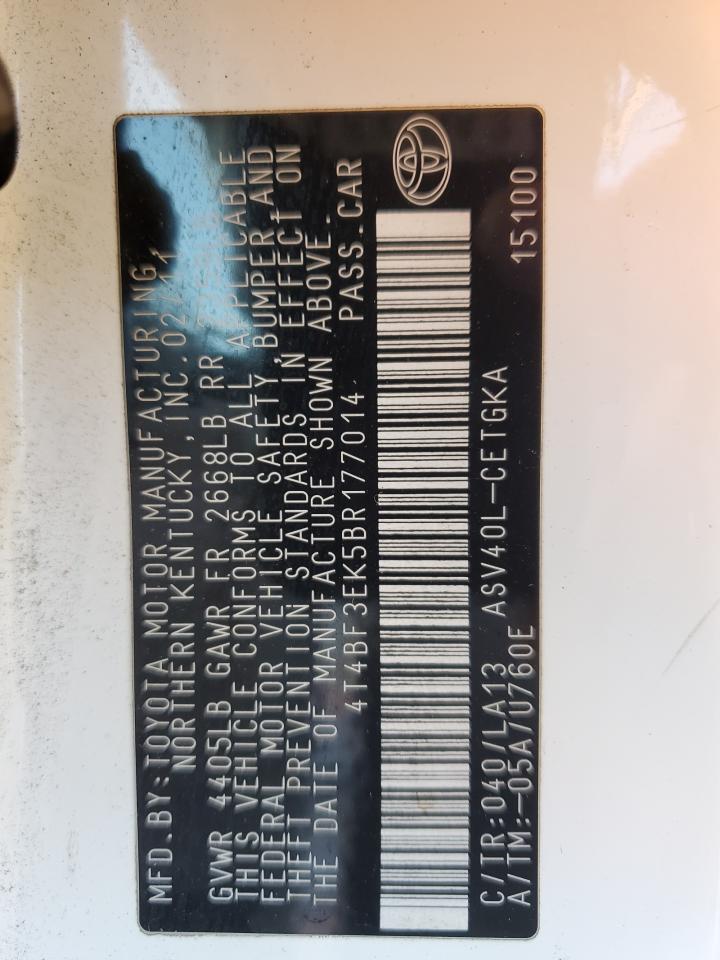 MFD.BY:TOYOTA MOTOR MANUFACTURING,
NORTHERN KENTUCKY,INC.02/11
GVWR 4405LB GAWR FR 2668LB RR
THIS VEHICLE CONFORMS TO ALL APPLICABLE
FEDERAL MOTOR VEHICLE SAFETY,BUMPER,AND
THEFT PREVENTION STANDARDS IN EFFECT ON
THE DATE OF MANUFACTURE SHOWN ABOVE.
4T4BF3EK5BR177014 PASS.CAR
C/TR:040/LA13 ASV40L-CETGKA 15100
A/TM:-05A/U760E